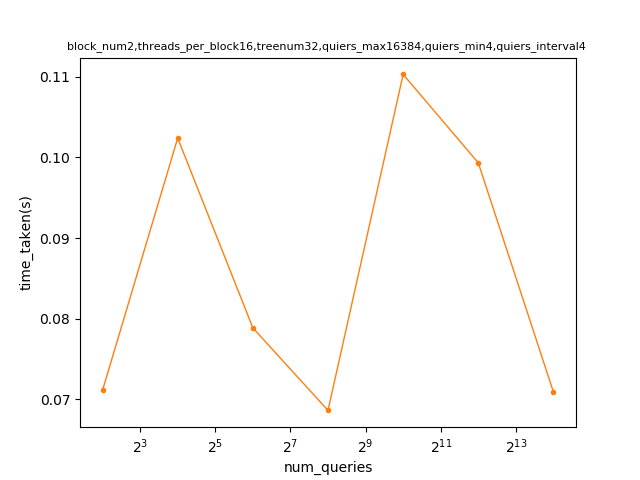 block_num2,threads_per_block16,treenum32,quiers_max16384,quiers_min4,quiers_interval4
0.11
0.10
0.09
0.08
0.07
time_taken(s)
2^3 2^5 2^7 2^9 2^11 2^13
num_queries